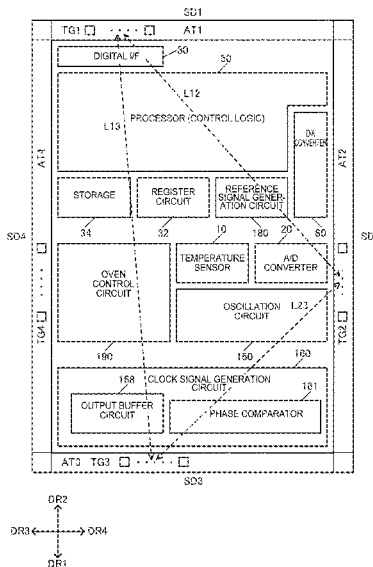 SD1
TG1 AT1
DIGITAL I/F 30
50
L12
L13
PROCESSOR (CONTROL LOGIC)
D/A
CONVERTER
AT4 AT2
STORAGE
REGISTER
CIRCUIT
REFERENCE
SIGNAL GENE-
RATION CIRCUIT
34 32 180
10 20 80
SD4 SD
OVEN
CONTROL
CIRCUIT
TEMPERATURE
SENSOR
A/D
CONVERTER
L23
OSCILLATION
CIRCUIT
TG4 TG2
190 150 160
CLOCK SIGNAL GENERATION
CIRCUIT
168 161
OUTPUT BUFFER
CIRCUIT
PHASE COMPARATOR
TG3
SD3
DR2
DR3 DR4
DR1